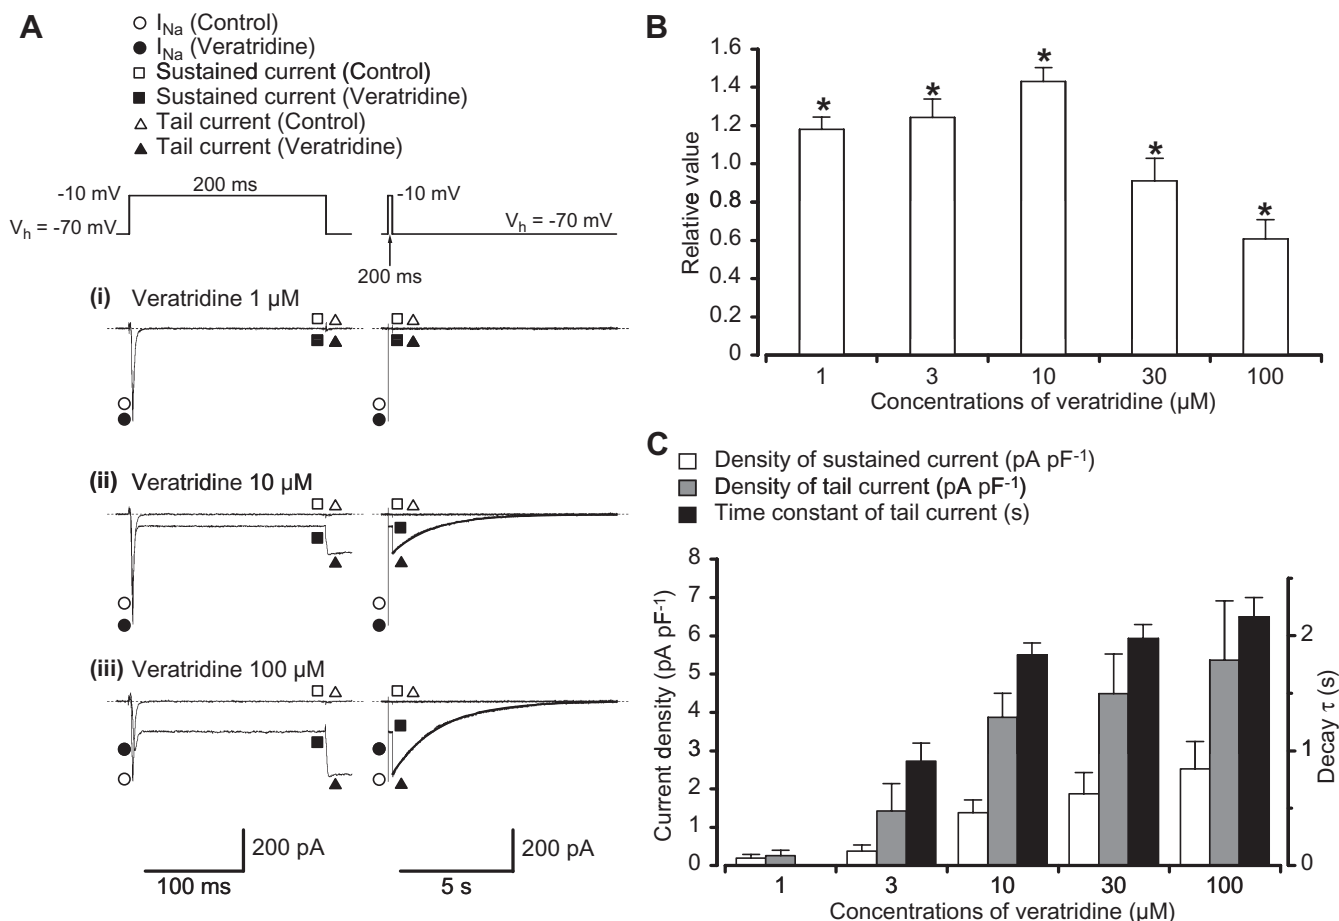 A
I_Na (Control)
I_Na (Veratridine)
Sustained current (Control)
Sustained current (Veratridine)
Tail current (Control)
Tail current (Veratridine)
200 ms
-10 mV
-10 mV
V_h = -70 mV
V_h = -70 mV
200 ms
(i) Veratridine 1 µM
(ii) Veratridine 10 µM
(iii) Veratridine 100 µM
200 pA
200 pA
100 ms
5 s
B
1.6
1.4
1.2
1.0
0.8
0.6
0.4
0.2
0
Relative value
* * * * *
1 3 10 30 100
Concentrations of veratridine (µM)
C
Density of sustained current (pA pF⁻¹)
Density of tail current (pA pF⁻¹)
Time constant of tail current (s)
8
7
6
5
4
3
2
1
0
Current density (pA pF⁻¹)
2
1
0
Decay τ (s)
1 3 10 30 100
Concentrations of veratridine (µM)